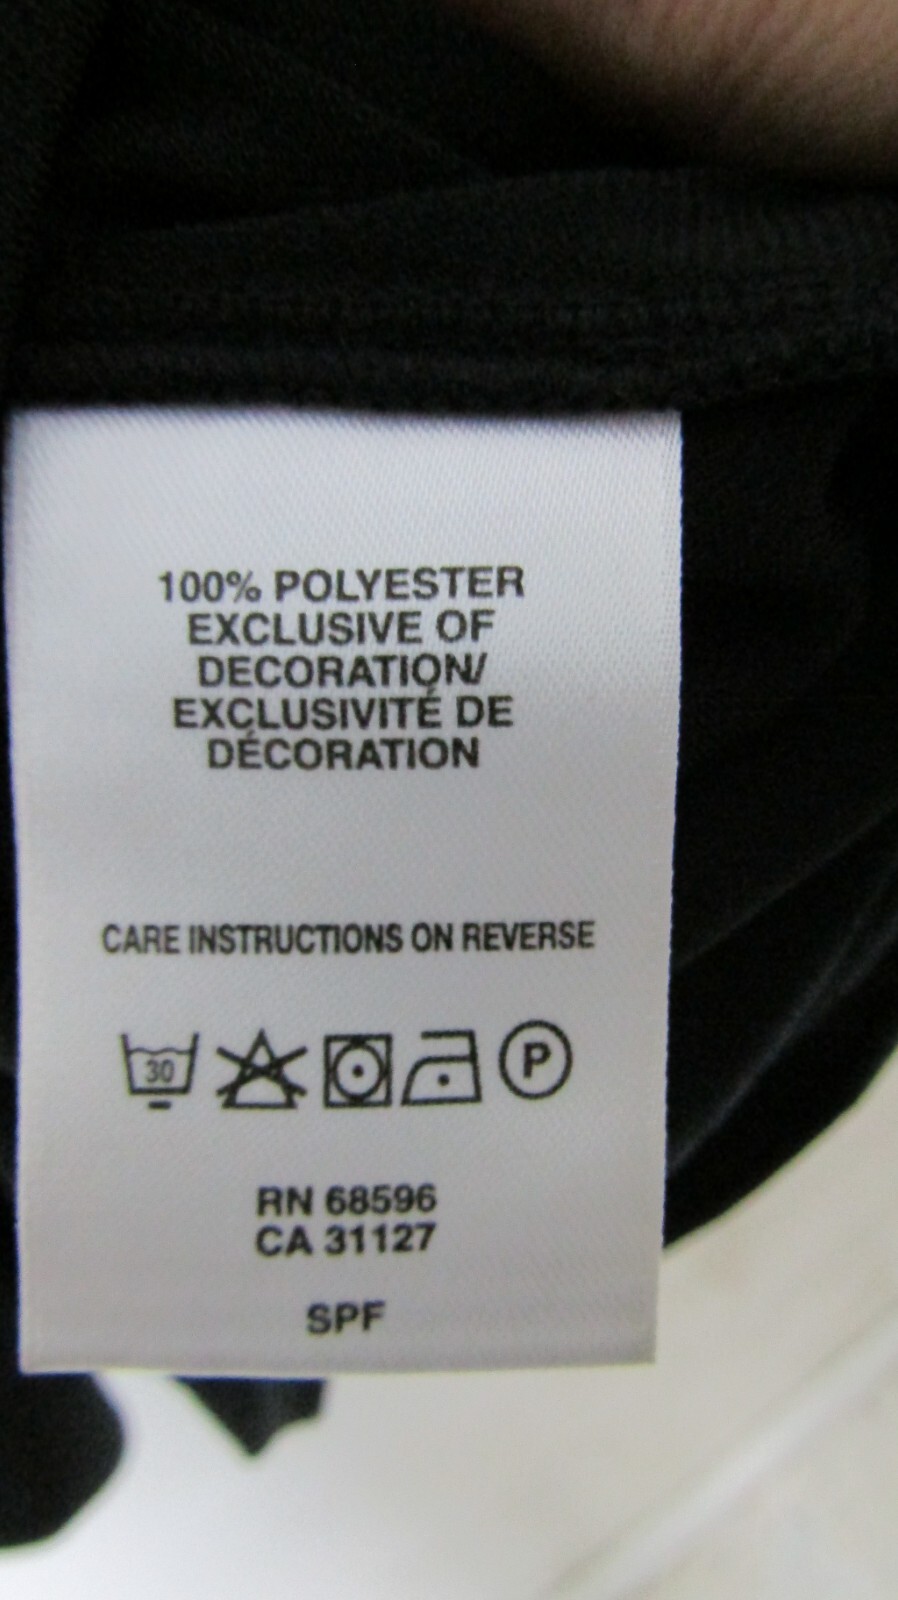 100% POLYESTER
EXCLUSIVE OF
DECORATION/
EXCLUSIVITÉ DE
DÉCORATION
CARE INSTRUCTIONS ON REVERSE
30 P
RN 68596
CA 31127
SPF